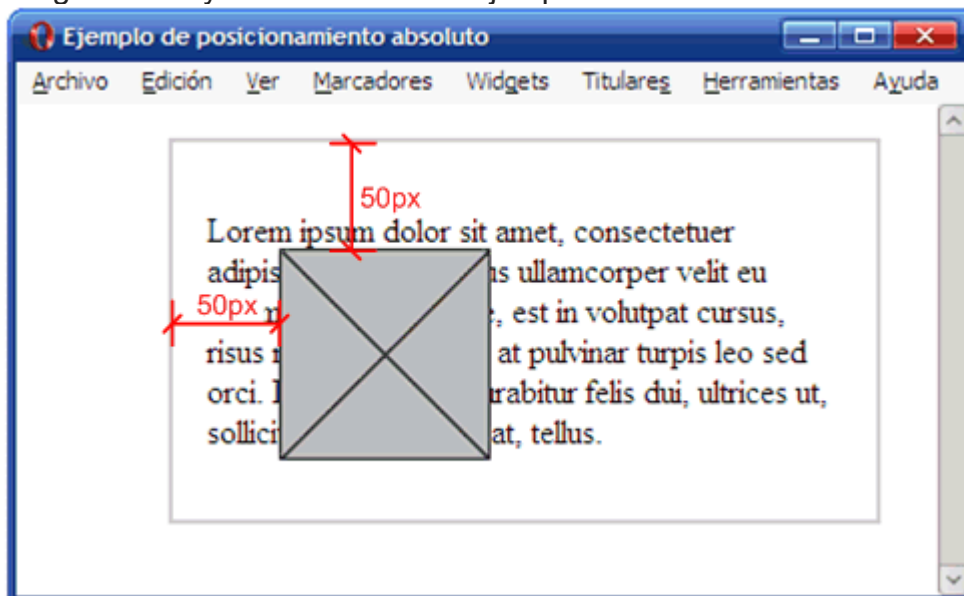 Ejemplo de posicionamiento absoluto
Archivo Edición Ver Marcadores Widgets Titulares Herramientas Ayuda
50px
Lorem ipsum dolor sit amet, consectetuer
adipis us ullamcorper velit eu
50px e, est in volutpat cursus,
risus at pulvinar turpis leo sed
orci. urabitur felis dui, ultrices ut,
sollicit at, tellus.